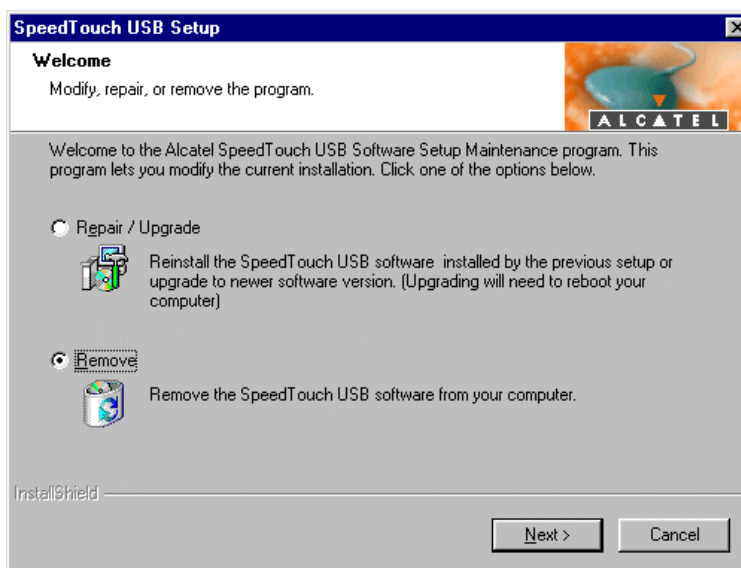 SpeedTouch USB Setup
Welcome
Modify, repair, or remove the program.
ALCATEL
Welcome to the Alcatel SpeedTouch USB Software Setup Maintenance program. This
program lets you modify the current installation. Click one of the options below.
Repair / Upgrade
Reinstall the SpeedTouch USB software installed by the previous setup or
upgrade to newer software version. (Upgrading will need to reboot your
computer)
Remove
Remove the SpeedTouch USB software from your computer.
InstallShield
Next >
Cancel